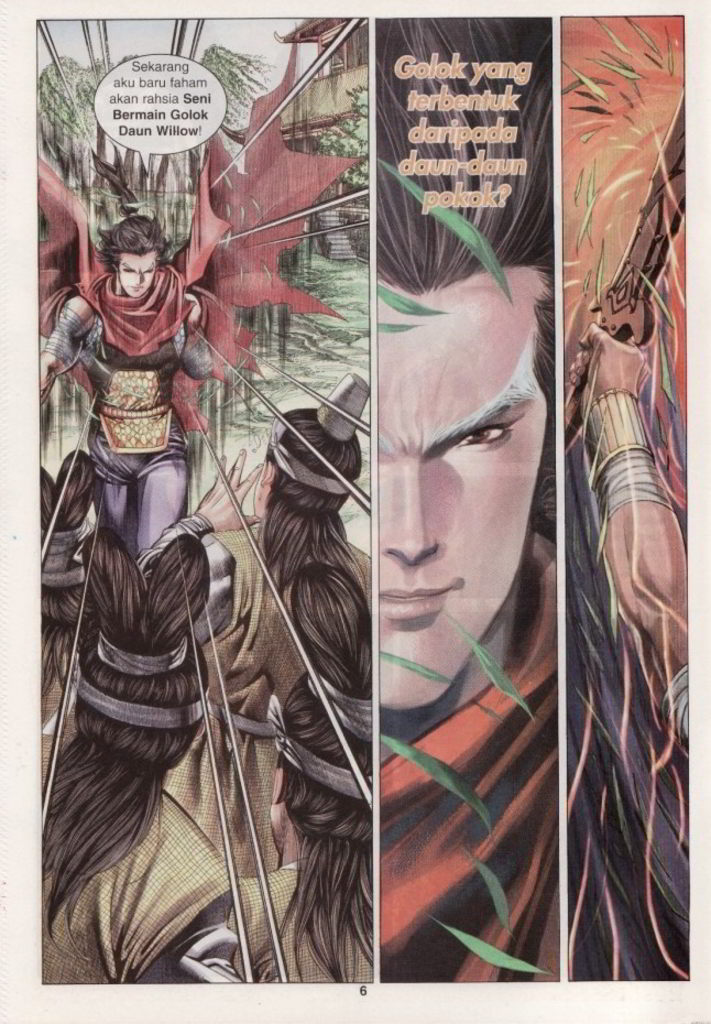 Sekarang
aku baru faham
akan rahsia Seni
Bermain Golok
Daun Willow!
Golok yang
terbentuk
daripada
daun-daun
pokok?
6